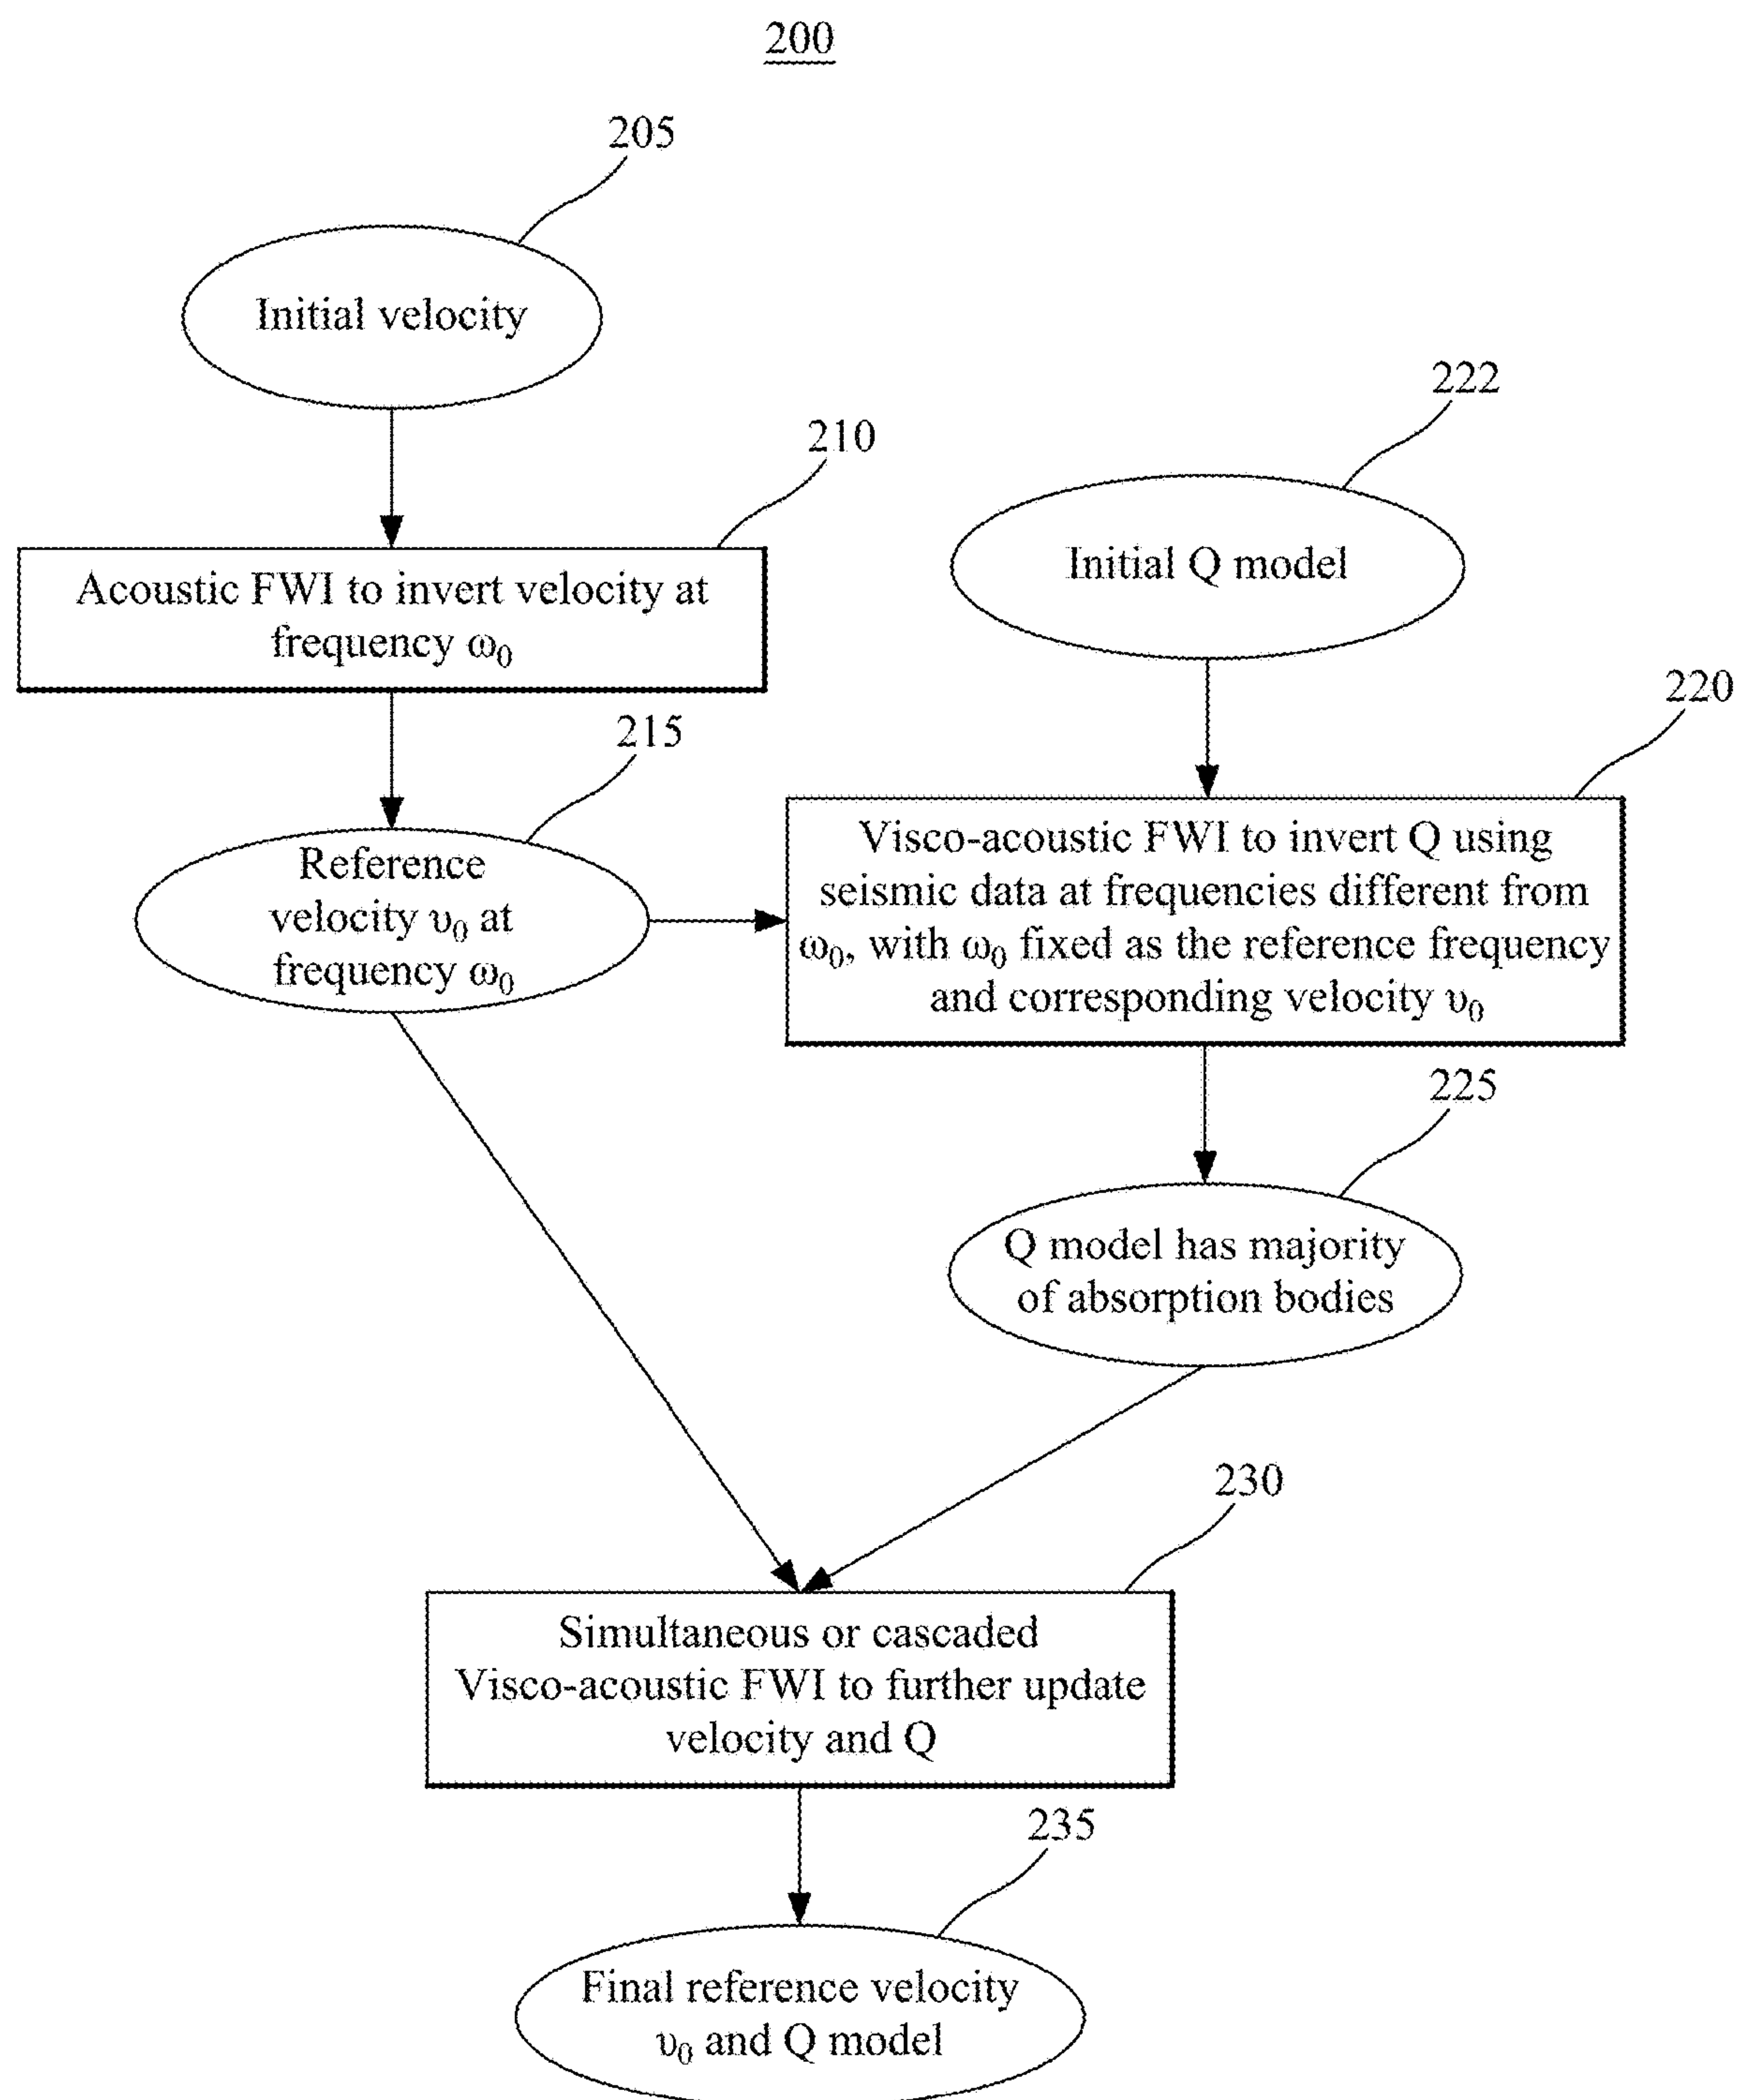 200
205
Initial velocity
222
210
Initial Q model
Acoustic FWI to invert velocity at
frequency ω₀
220
215
Visco-acoustic FWI to invert Q using
seismic data at frequencies different from
ω₀, with ω₀ fixed as the reference frequency
and corresponding velocity υ₀
Reference
velocity υ₀ at
frequency ω₀
225
Q model has majority
of absorption bodies
230
Simultaneous or cascaded
Visco-acoustic FWI to further update
velocity and Q
235
Final reference velocity
υ₀ and Q model